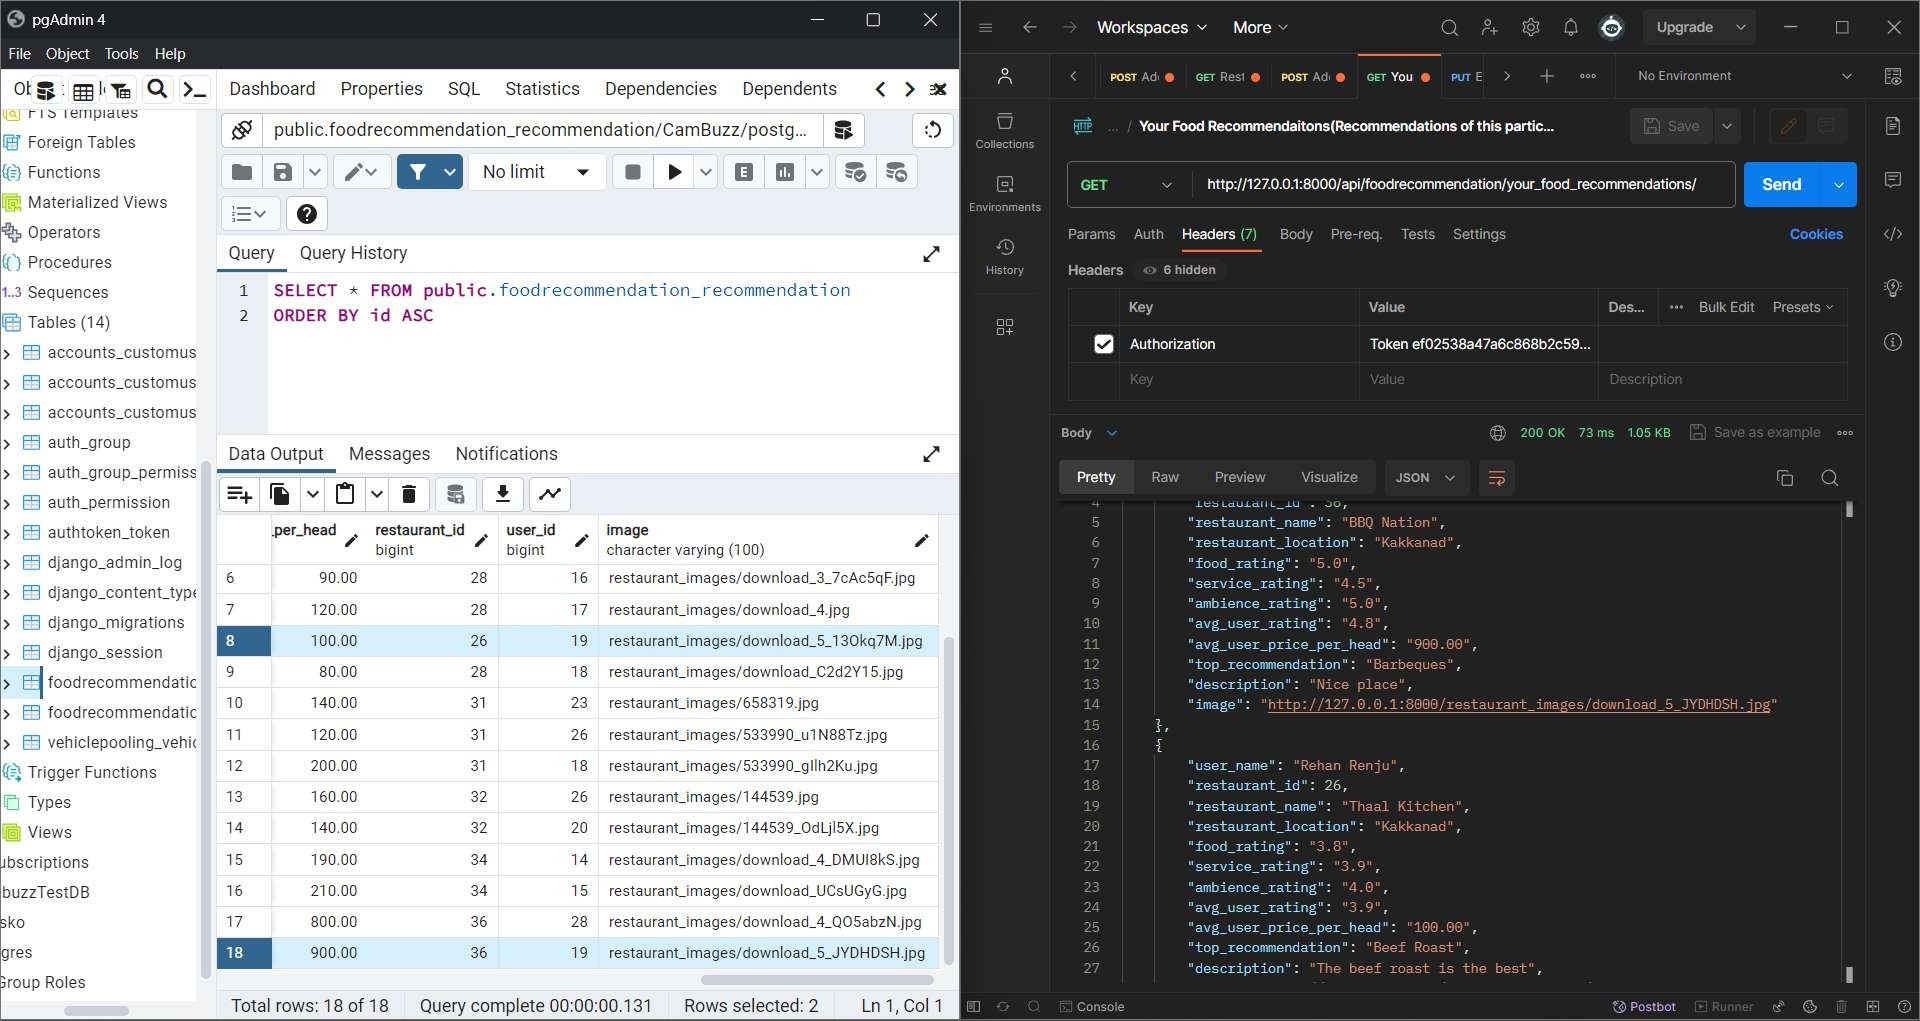 pgAdmin 4
File Object Tools Help
Dashboard Properties SQL Statistics Dependencies Dependents
FTS Templates
Foreign Tables
Functions
Materialized Views
Operators
Procedures
1..3 Sequences
Tables (14)
accounts_customus
accounts_customus
accounts_customus
auth_group
auth_group_permiss
auth_permission
authtoken_token
django_admin_log
django_content_type
django_migrations
django_session
foodrecommendatic
foodrecommendatic
vehiclepooling_vehic
Trigger Functions
Types
Views
ubscriptions
buzzTestDB
sko
gres
Group Roles
public.foodrecommendation_recommendation/CamBuzz/postg...
No limit
E
Query Query History
1 SELECT * FROM public.foodrecommendation_recommendation
2 ORDER BY id ASC
Data Output Messages Notifications
_per_head restaurant_id user_id image
bigint bigint character varying (100)
6 90.00 28 16 restaurant_images/download_3_7cAc5qF.jpg
7 120.00 28 17 restaurant_images/download_4.jpg
8 100.00 26 19 restaurant_images/download_5_13Okq7M.jpg
9 80.00 28 18 restaurant_images/download_C2d2Y15.jpg
10 140.00 31 23 restaurant_images/658319.jpg
11 120.00 31 26 restaurant_images/533990_u1N88Tz.jpg
12 200.00 31 18 restaurant_images/533990_gIlh2Ku.jpg
13 160.00 32 26 restaurant_images/144539.jpg
14 140.00 32 20 restaurant_images/144539_OdLjl5X.jpg
15 190.00 34 14 restaurant_images/download_4_DMUI8kS.jpg
16 210.00 34 15 restaurant_images/download_UCsUGyG.jpg
17 800.00 36 28 restaurant_images/download_4_QO5abzN.jpg
18 900.00 36 19 restaurant_images/download_5_JYDHDSH.jpg
Total rows: 18 of 18 Query complete 00:00:00.131 Rows selected: 2 Ln 1, Col 1
Workspaces More Upgrade
POST Ad GET Rest POST Ad GET You PUT E No Environment
Collections
Environments
History
HTTP ... / Your Food Recommendaitons(Recommendations of this partic... Save
GET http://127.0.0.1:8000/api/foodrecommendation/your_food_recommendations/ Send
Params Auth Headers (7) Body Pre-req. Tests Settings Cookies
Headers 6 hidden
Key Value Des... Bulk Edit Presets
Authorization Token ef02538a47a6c868b2c59...
Key Value Description
Body 200 OK 73 ms 1.05 KB Save as example
Pretty Raw Preview Visualize JSON
4 "restaurant_id": 36,
5 "restaurant_name": "BBQ Nation",
6 "restaurant_location": "Kakkanad",
7 "food_rating": "5.0",
8 "service_rating": "4.5",
9 "ambience_rating": "5.0",
10 "avg_user_rating": "4.8",
11 "avg_user_price_per_head": "900.00",
12 "top_recommendation": "Barbeques",
13 "description": "Nice place",
14 "image": "http://127.0.0.1:8000/restaurant_images/download_5_JYDHDSH.jpg"
15 },
16 {
17 "user_name": "Rehan Renju",
18 "restaurant_id": 26,
19 "restaurant_name": "Thaal Kitchen",
20 "restaurant_location": "Kakkanad",
21 "food_rating": "3.8",
22 "service_rating": "3.9",
23 "ambience_rating": "4.0",
24 "avg_user_rating": "3.9",
25 "avg_user_price_per_head": "100.00",
26 "top_recommendation": "Beef Roast",
27 "description": "The beef roast is the best",
Console Postbot Runner